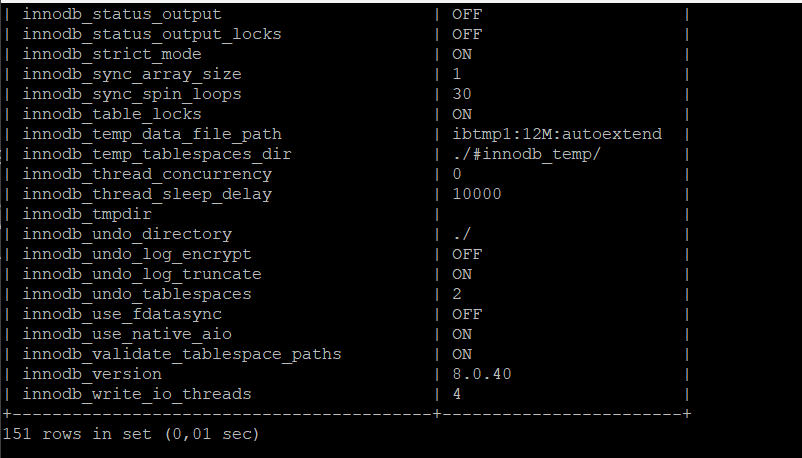 | innodb_status_output | OFF |
| innodb_status_output_locks | OFF |
| innodb_strict_mode | ON |
| innodb_sync_array_size | 1 |
| innodb_sync_spin_loops | 30 |
| innodb_table_locks | ON |
| innodb_temp_data_file_path | ibtmp1:12M:autoextend |
| innodb_temp_tablespaces_dir | ./#innodb_temp/ |
| innodb_thread_concurrency | 0 |
| innodb_thread_sleep_delay | 10000 |
| innodb_tmpdir | |
| innodb_undo_directory | ./ |
| innodb_undo_log_encrypt | OFF |
| innodb_undo_log_truncate | ON |
| innodb_undo_tablespaces | 2 |
| innodb_use_fdatasync | OFF |
| innodb_use_native_aio | ON |
| innodb_validate_tablespace_paths | ON |
| innodb_version | 8.0.40 |
| innodb_write_io_threads | 4 |
+------------------------------------------+------------------------+
151 rows in set (0,01 sec)